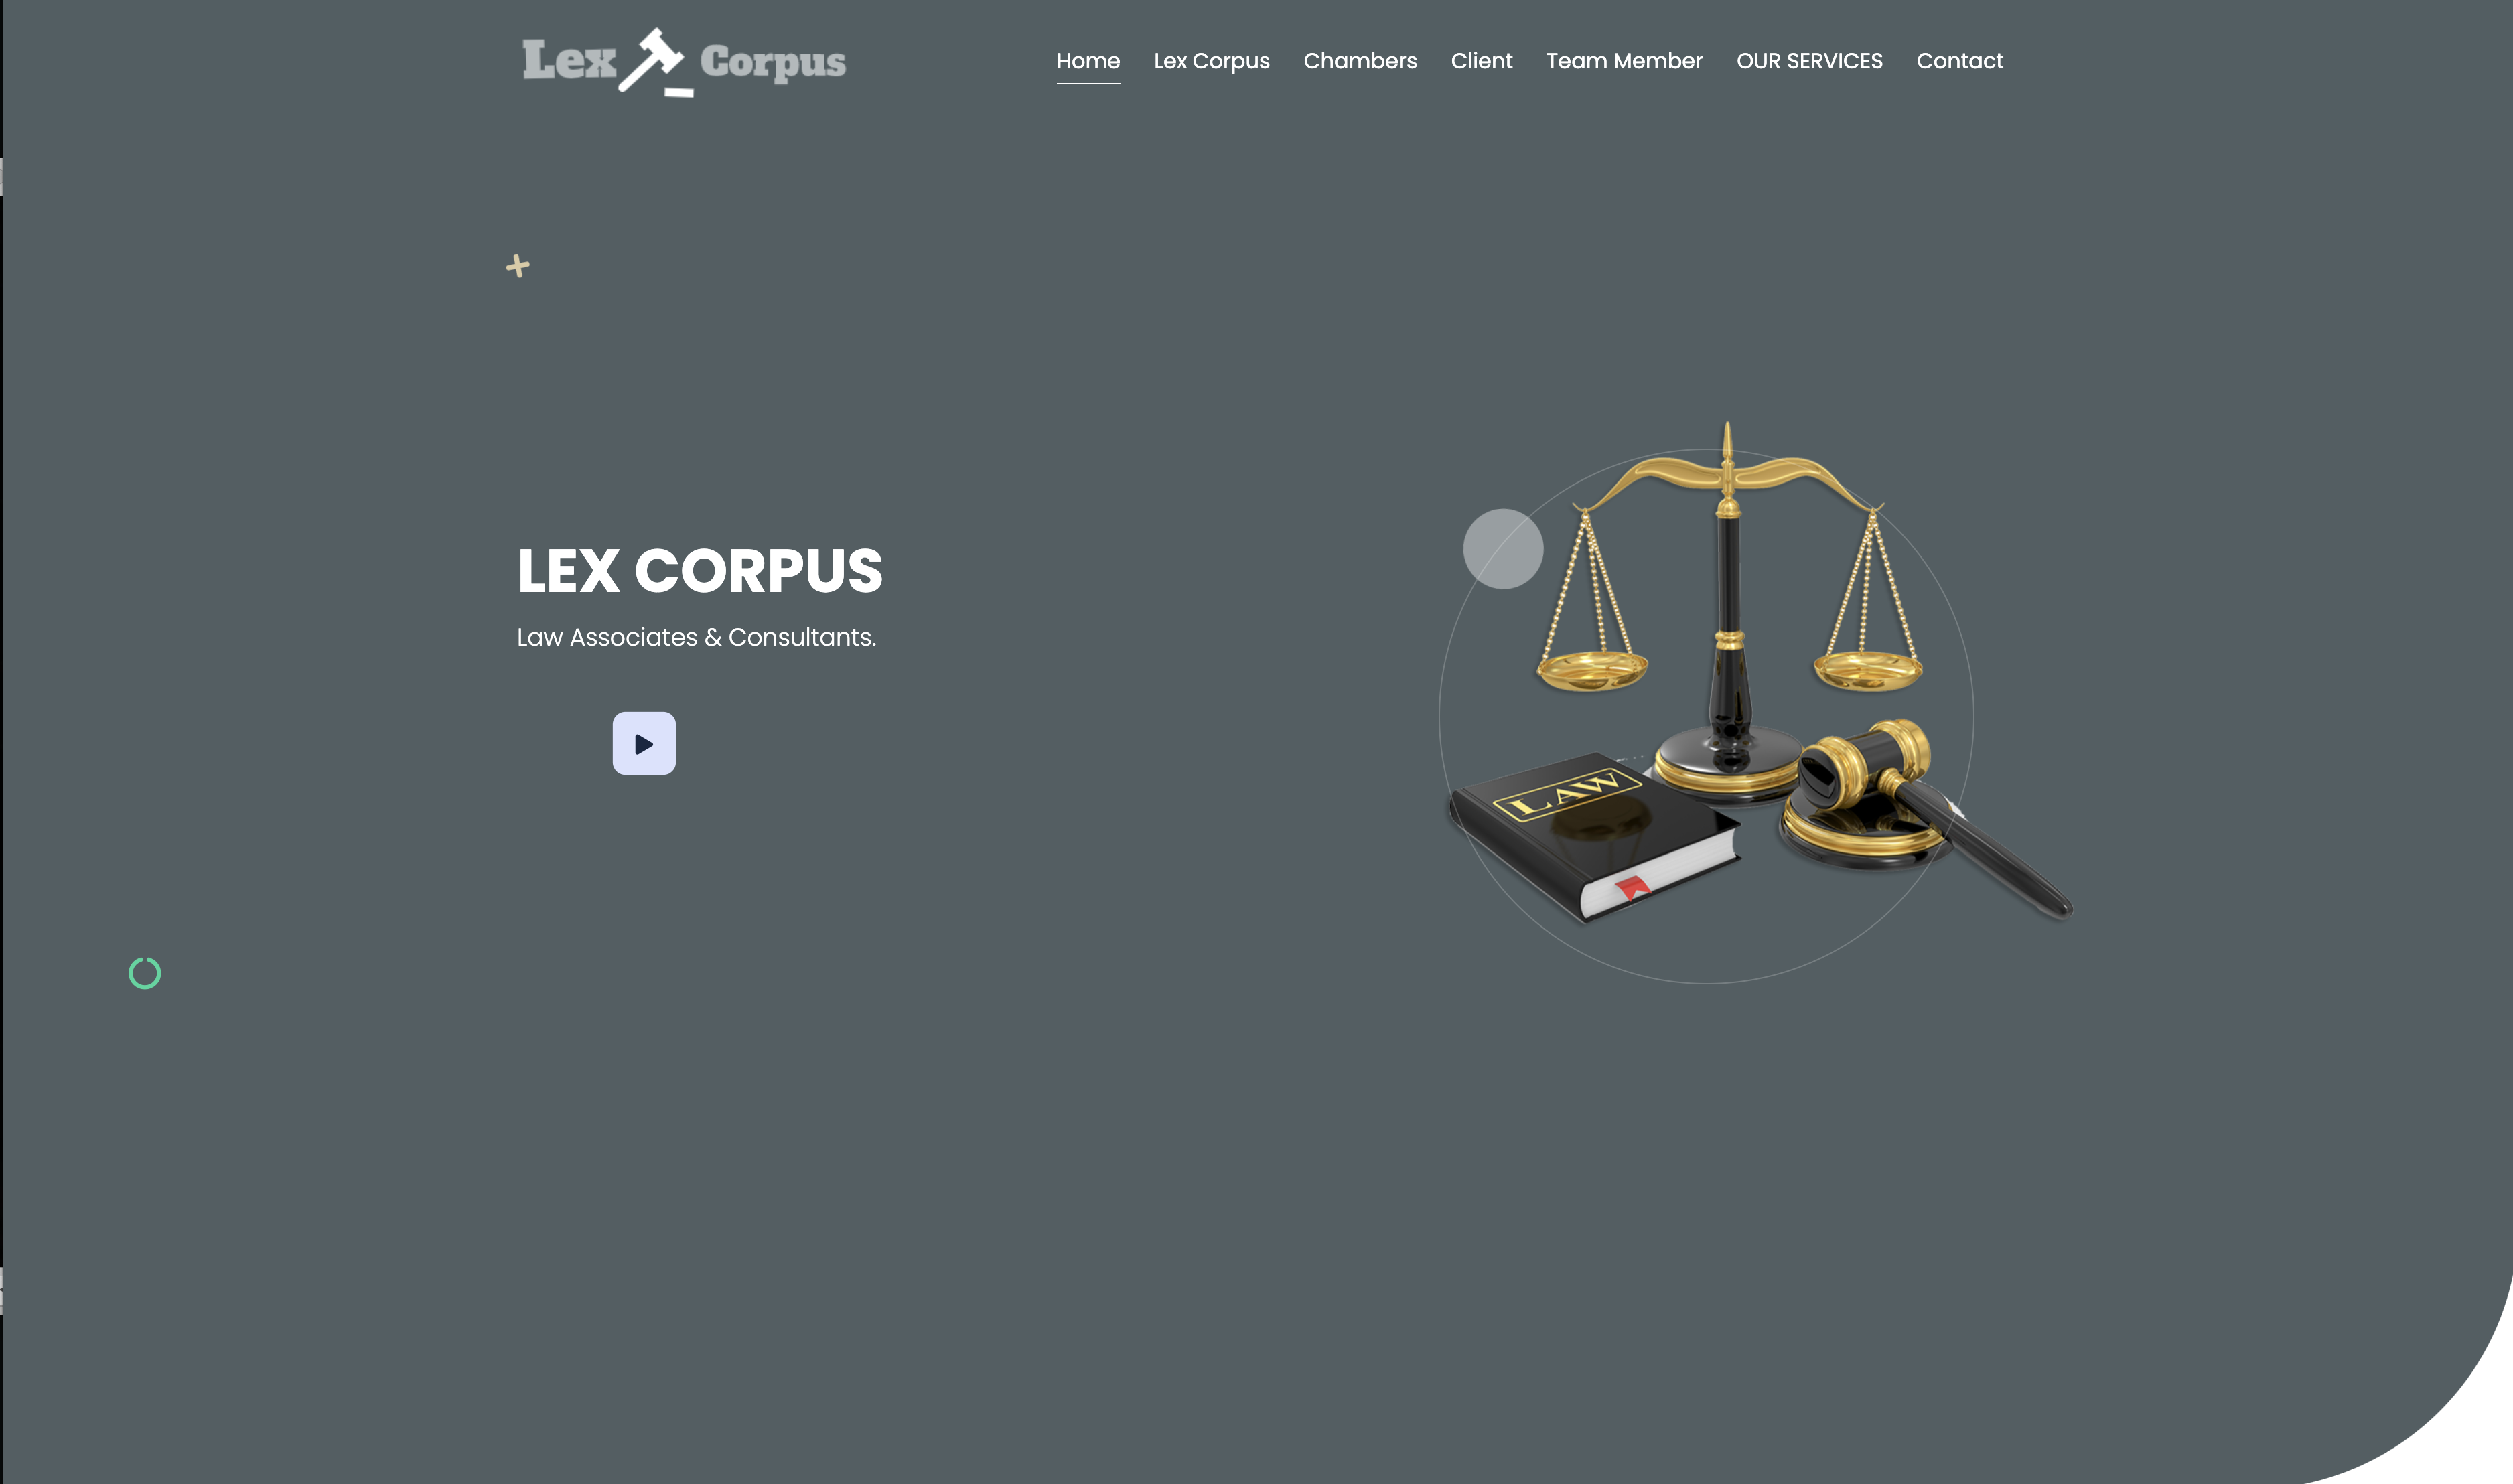 Lex Corpus
Home Lex Corpus Chambers Client Team Member OUR SERVICES Contact
LEX CORPUS
Law Associates & Consultants.
LAW